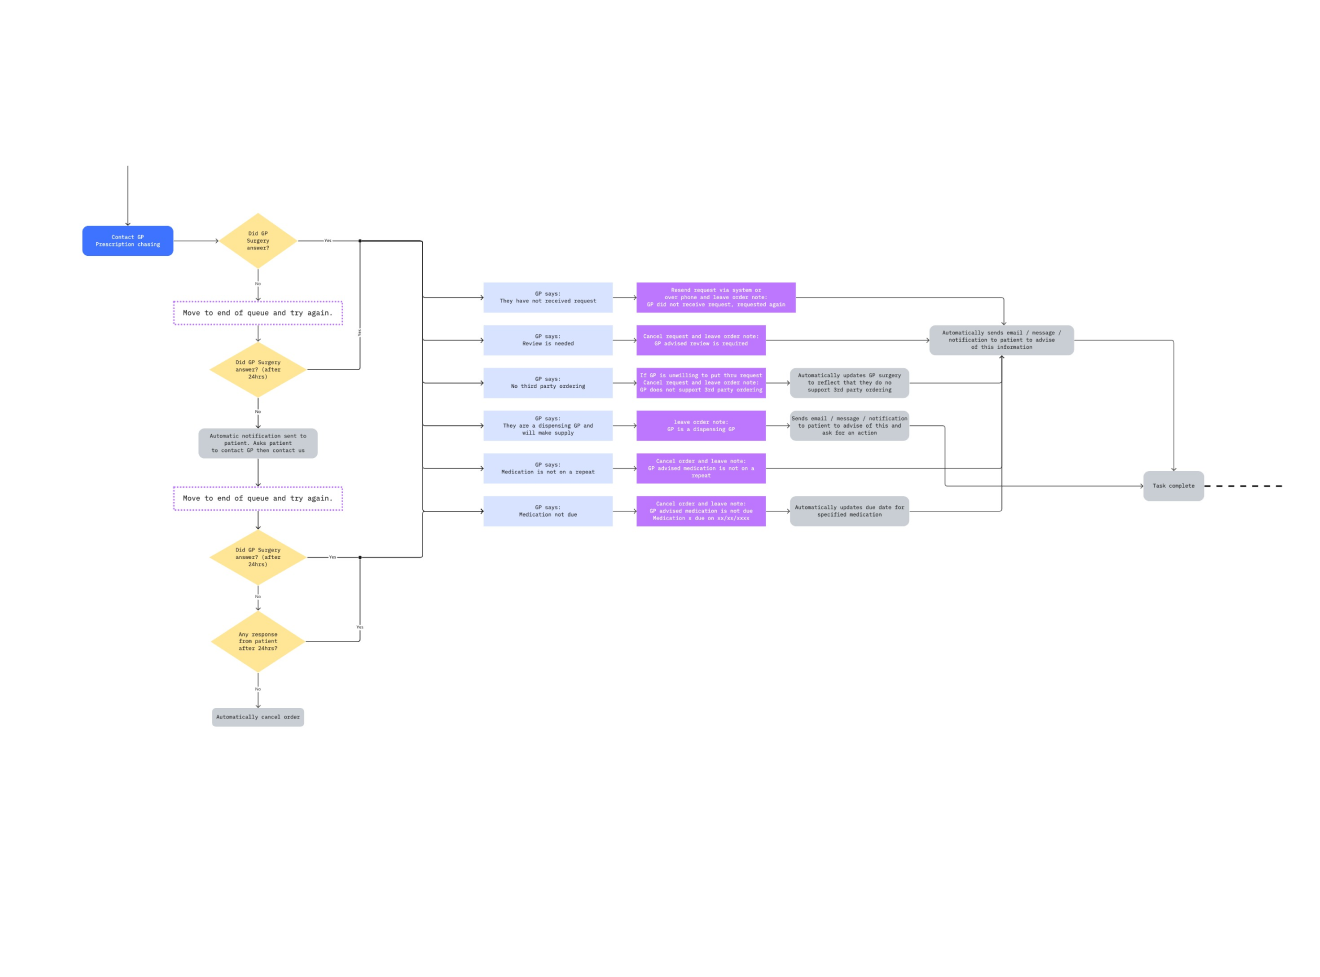 Contact GP
Prescription chasing
Did GP
Surgery
answer?
Yes
No
Move to end of queue and try again.
Did GP Surgery
answer? (after
24hrs)
Yes
No
Automatic notification sent to
patient. Asks patient
to contact GP then contact us
Move to end of queue and try again.
Did GP Surgery
answer? (after
24hrs)
Yes
Any response
from patient
after 24hrs?
Yes
No
Automatically cancel order
GP says:
They have not received request
Resend request via system or
over phone and leave order note:
GP did not receive request, requested again
GP says:
Review is needed
Cancel request and leave order note:
GP advised review is required
Automatically sends email / message /
notification to patient to advise
of this information
GP says:
No third party ordering
If GP is unwilling to put thru request
Cancel request and leave order note:
GP does not support 3rd party ordering
Automatically updates GP surgery
to reflect that they do no
support 3rd party ordering
GP says:
They are a dispensing GP and
will make supply
leave order note:
GP is a dispensing GP
Sends email / message / notification
to patient to advise of this and
ask for an action
GP says:
Medication is not on a repeat
Cancel order and leave note:
GP advised medication is not on a
repeat
GP says:
Medication not due
Cancel order and leave note:
GP advised medication is not due
Medication x due on xx/xx/xxxx
Automatically updates due date for
specified medication
Task complete